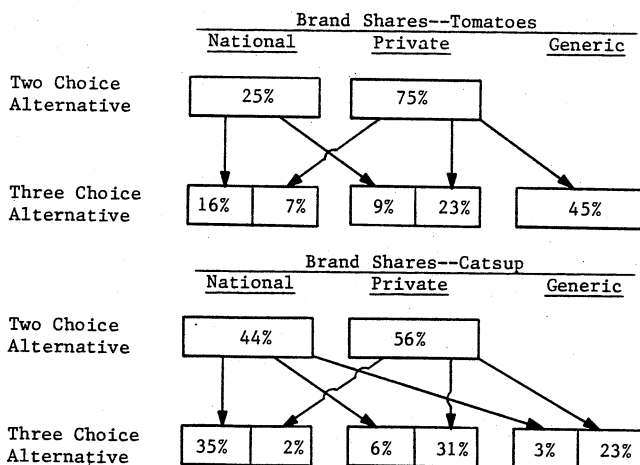 Brand Shares--Tomatoes
National Private Generic
Two Choice
Alternative
25% 75%
Three Choice
Alternative
16% 7% 9% 23% 45%
Brand Shares--Catsup
National Private Generic
Two Choice
Alternative
44% 56%
Three Choice
Alternative
35% 2% 6% 31% 3% 23%